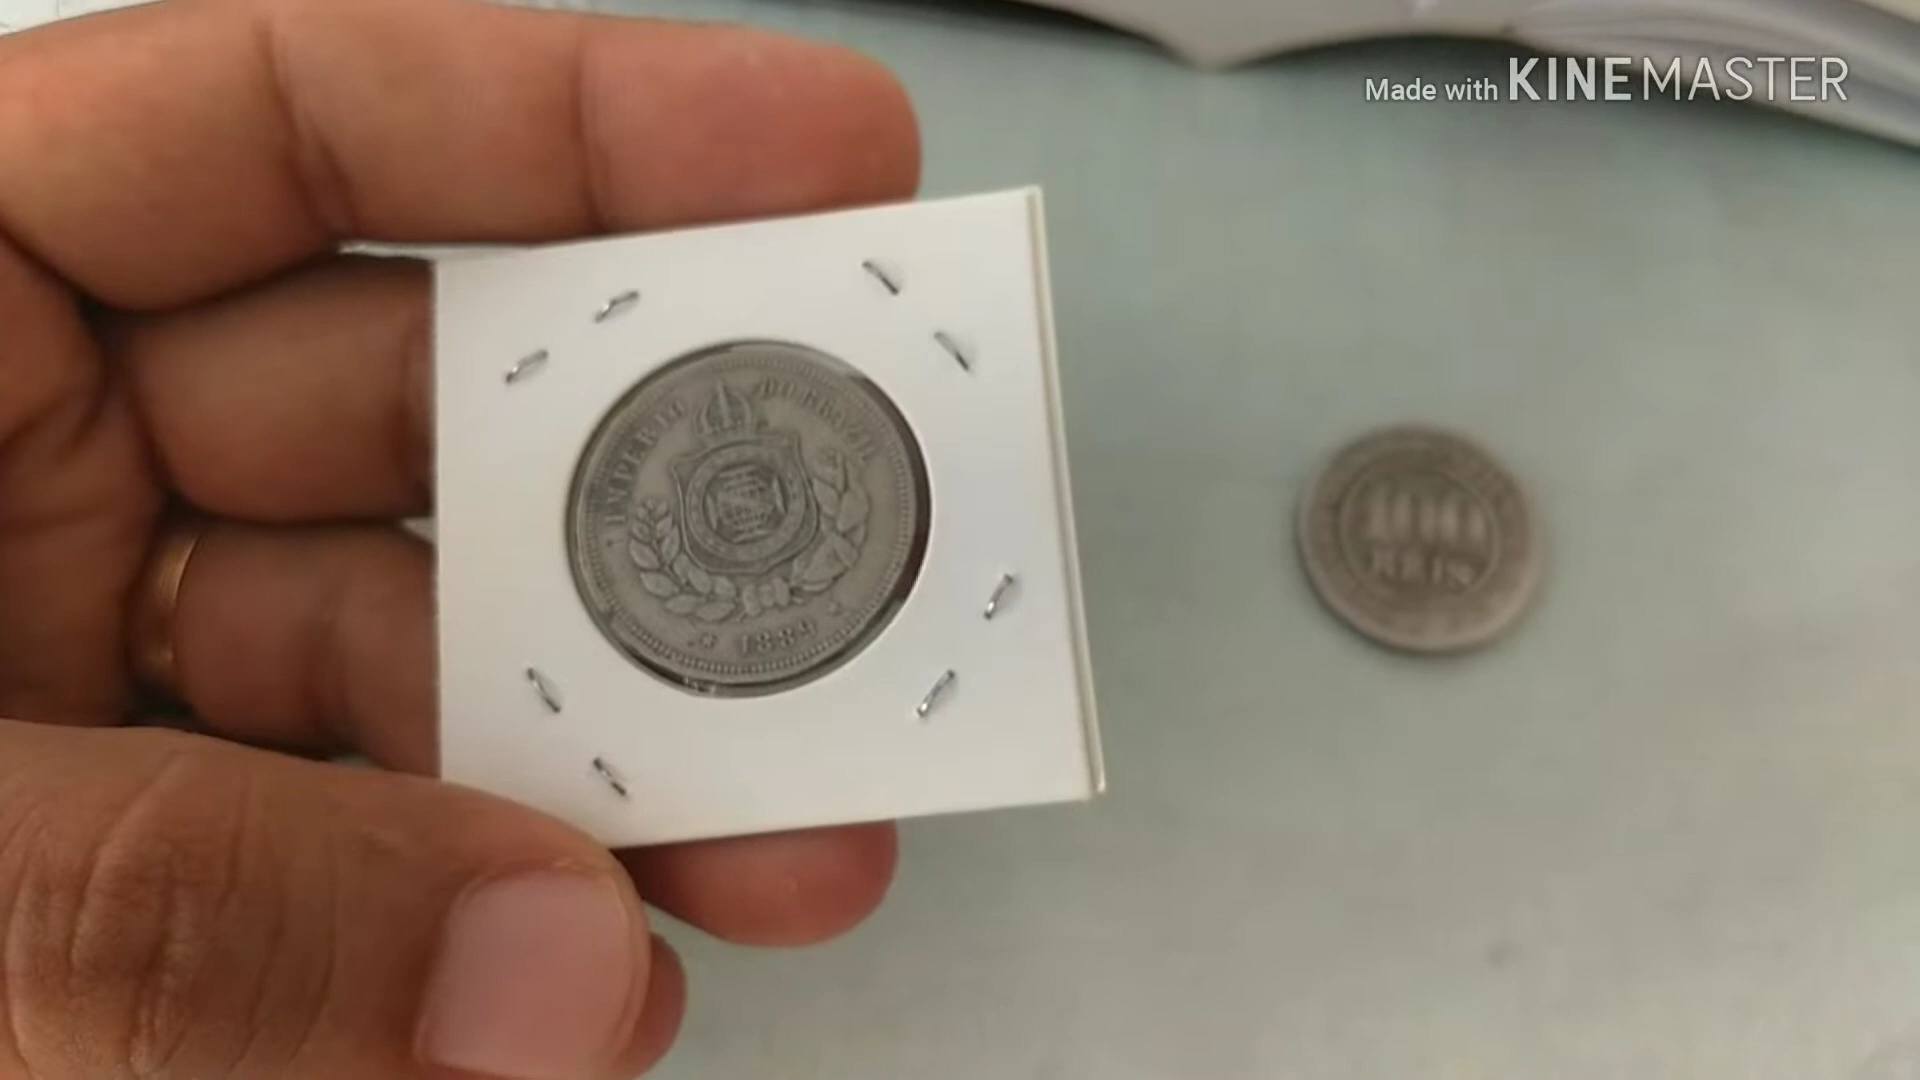 Made with KINEMASTER
IMPERIO DO BRAZIL
* 1889 *
100
REIS